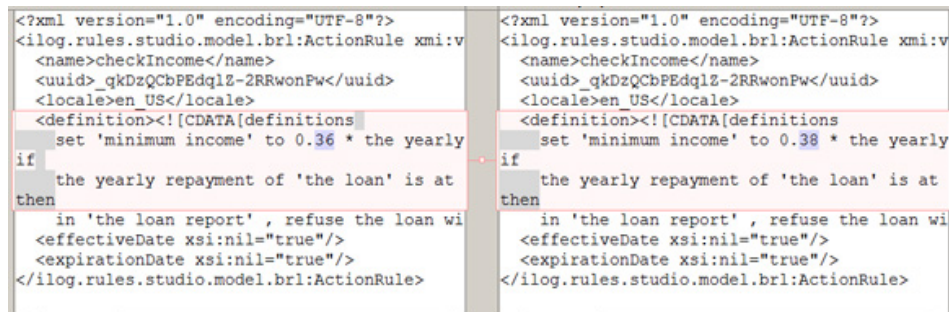 <?xml version="1.0" encoding="UTF-8"?>
<ilog.rules.studio.model.brl:ActionRule xmi:v
<name>checkIncome</name>
<uuid>_qkDzQCbPEdqlZ-2RRwonPw</uuid>
<locale>en_US</locale>
<definition><![CDATA[definitions
set 'minimum income' to 0.36 * the yearly
if
the yearly repayment of 'the loan' is at
then
in 'the loan report' , refuse the loan wi
<effectiveDate xsi:nil="true"/>
<expirationDate xsi:nil="true"/>
</ilog.rules.studio.model.brl:ActionRule>
<?xml version="1.0" encoding="UTF-8"?>
<ilog.rules.studio.model.brl:ActionRule xmi:v
<name>checkIncome</name>
<uuid>_qkDzQCbPEdqlZ-2RRwonPw</uuid>
<locale>en_US</locale>
<definition><![CDATA[definitions
set 'minimum income' to 0.38 * the yearly
if
the yearly repayment of 'the loan' is at
then
in 'the loan report' , refuse the loan wi
<effectiveDate xsi:nil="true"/>
<expirationDate xsi:nil="true"/>
</ilog.rules.studio.model.brl:ActionRule>